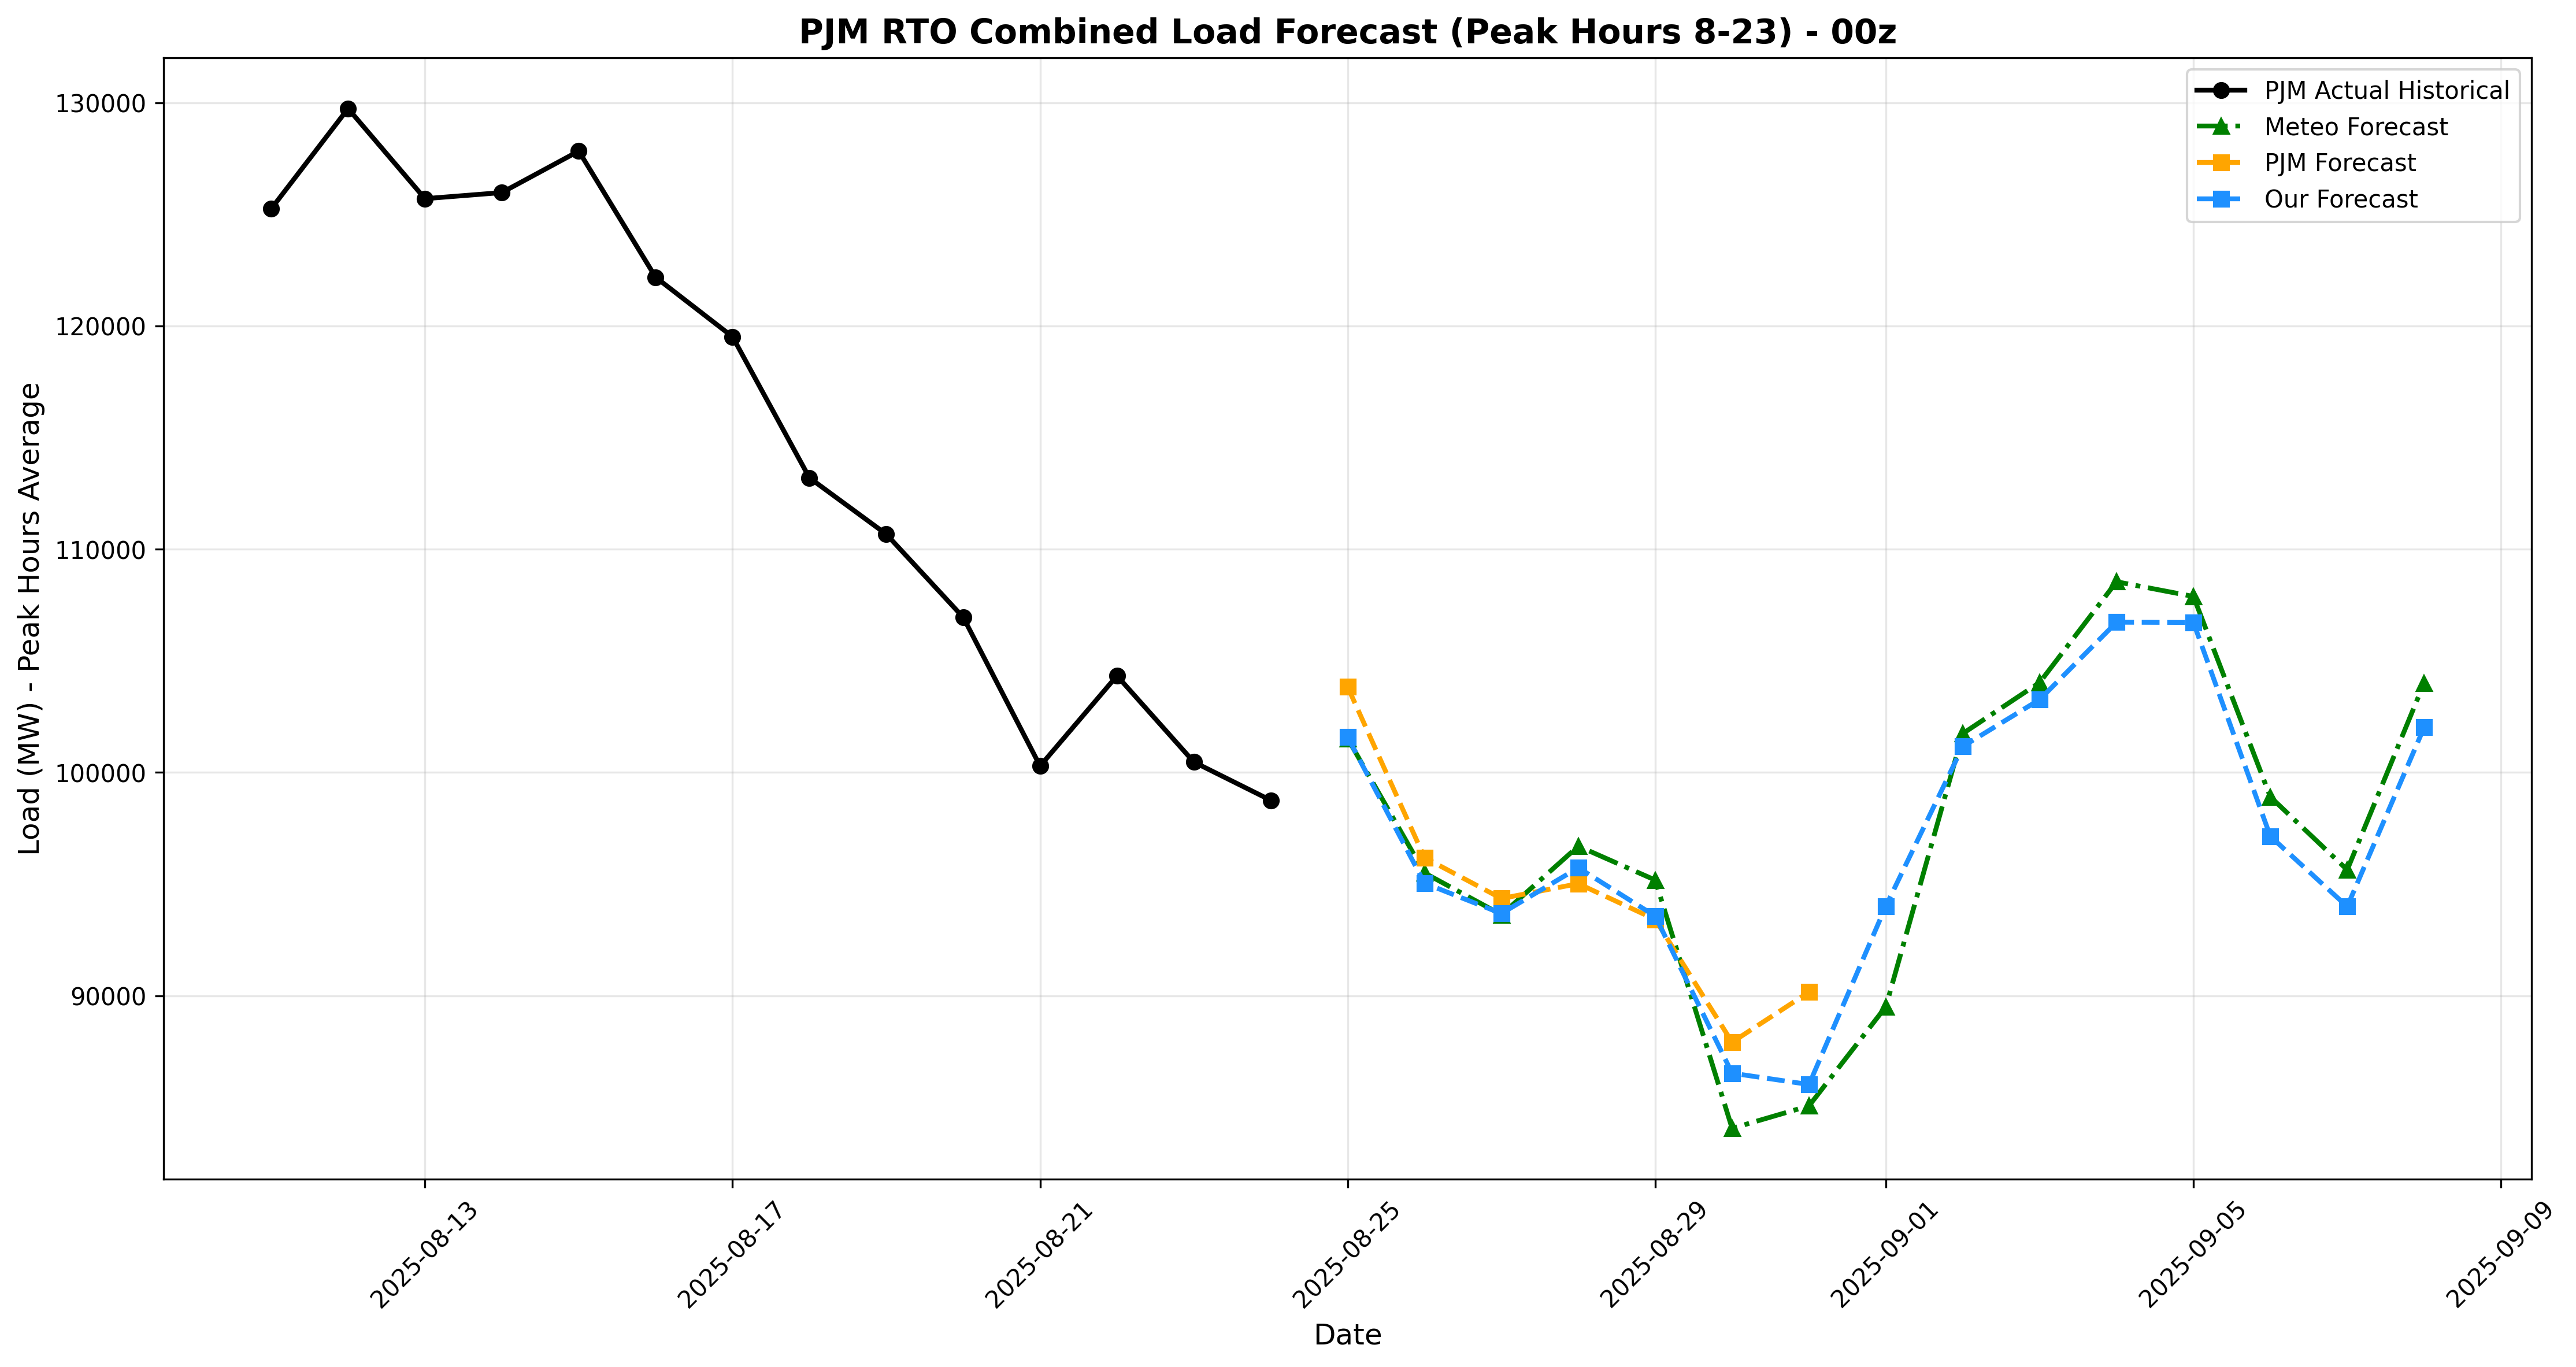 PJM RTO Combined Load Forecast (Peak Hours 8-23) - 00z
PJM Actual Historical
Meteo Forecast
PJM Forecast
Our Forecast
Load (MW) - Peak Hours Average
130000
120000
110000
100000
90000
2025-08-13
2025-08-17
2025-08-21
2025-08-25
2025-08-29
2025-09-01
2025-09-05
2025-09-09
Date